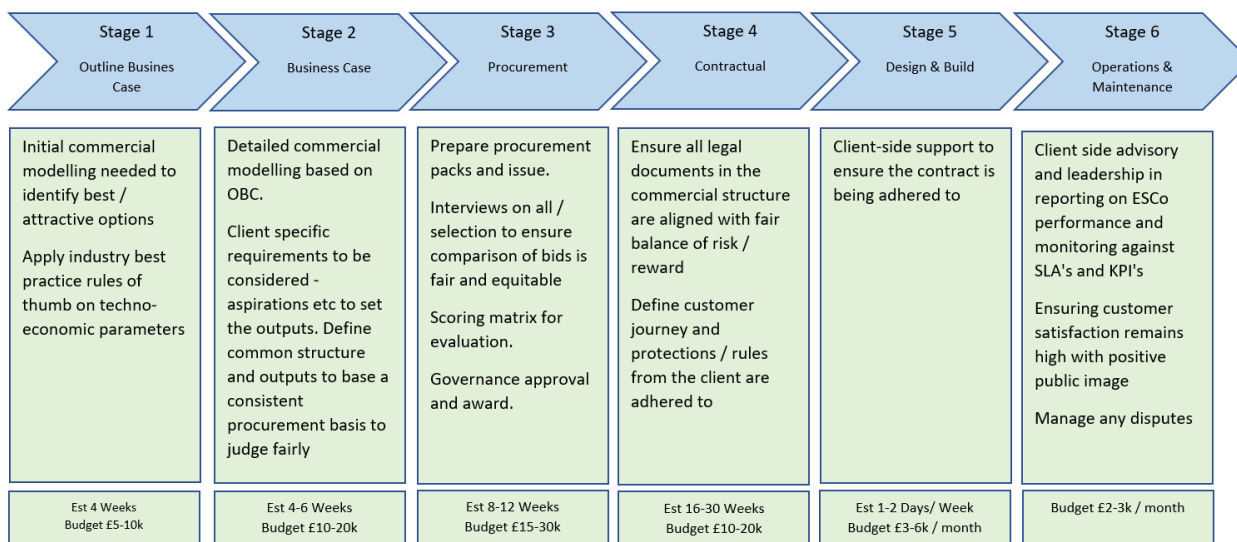 Stage 1
Outline Busines
Case
Stage 2
Business Case
Stage 3
Procurement
Stage 4
Contractual
Stage 5
Design & Build
Stage 6
Operations &
Maintenance
Initial commercial
modelling needed to
identify best /
attractive options
Apply industry best
practice rules of
thumb on techno-
economic parameters
Detailed commercial
modelling based on
OBC.
Client specific
requirements to be
considered -
aspirations etc to set
the outputs. Define
common structure
and outputs to base a
consistent
procurement basis to
judge fairly
Prepare procurement
packs and issue.
Interviews on all /
selection to ensure
comparison of bids is
fair and equitable
Scoring matrix for
evaluation.
Governance approval
and award.
Ensure all legal
documents in the
commercial structure
are aligned with fair
balance of risk /
reward
Define customer
journey and
protections / rules
from the client are
adhered to
Client-side support to
ensure the contract is
being adhered to
Client side advisory
and leadership in
reporting on ESCo
performance and
monitoring against
SLA's and KPI's
Ensuring customer
satisfaction remains
high with positive
public image
Manage any disputes
Est 4 Weeks
Budget £5-10k
Est 4-6 Weeks
Budget £10-20k
Est 8-12 Weeks
Budget £15-30k
Est 16-30 Weeks
Budget £10-20k
Est 1-2 Days/ Week
Budget £3-6k / month
Budget £2-3k / month